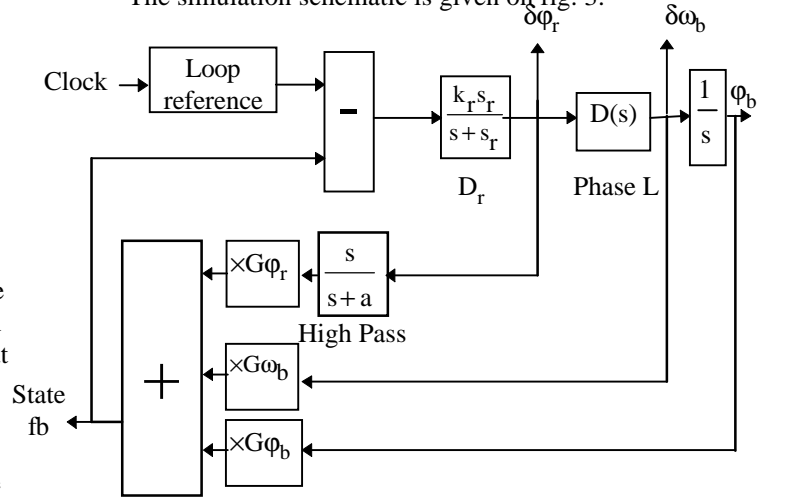 The simulation schematic is given on fig. 3.
δφr
δωb
Clock
Loop
reference
-
krsr
s+sr
Dr
D(s)
Phase L
1
s
φb
×Gφr
s
s+a
High Pass
×Gωb
+
State
fb
×Gφb